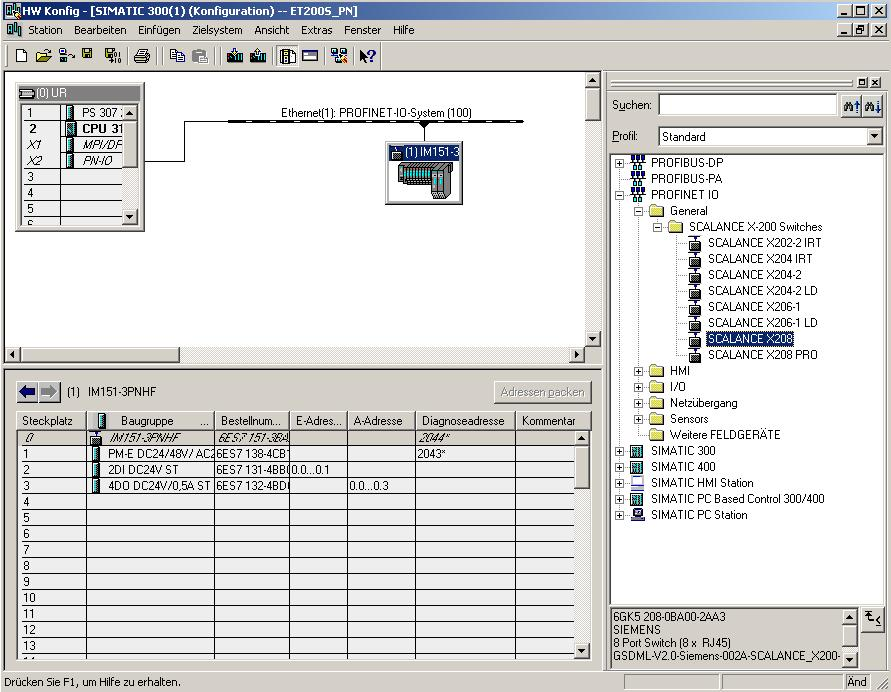 HW Konfig - [SIMATIC 300(1) (Konfiguration) -- ET200S_PN]
Station Bearbeiten Einfügen Zielsystem Ansicht Extras Fenster Hilfe
(0) UR
1 PS 307
2 CPU 31
X1 MPI/DP
X2 PN-IO
3
4
5
Ethernet(1): PROFINET-IO-System (100)
(1) IM151-3
Suchen:
Profil: Standard
PROFIBUS-DP
PROFIBUS-PA
PROFINET IO
General
SCALANCE X-200 Switches
SCALANCE X202-2 IRT
SCALANCE X204 IRT
SCALANCE X204-2
SCALANCE X204-2 LD
SCALANCE X206-1
SCALANCE X206-1 LD
SCALANCE X208
SCALANCE X208 PRO
HMI
I/O
Netzübergang
Sensors
Weitere FELDGERÄTE
SIMATIC 300
SIMATIC 400
SIMATIC HMI Station
SIMATIC PC Based Control 300/400
SIMATIC PC Station
6GK5 208-0BA00-2AA3
SIEMENS
8 Port Switch (8 x RJ45)
GSDML-V2.0-Siemens-002A-SCALANCE_X200-
(1) IM151-3PNHF
Adressen packen
Steckplatz Baugruppe ... Bestellnum... E-Adres... A-Adresse Diagnoseadresse Kommentar
0 IM151-3PNHF 6ES7 151-3BA 2044*
1 PM-E DC24/48V/ AC2 6ES7 138-4CB 2043*
2 2DI DC24V ST 6ES7 131-4BB 0.0...0.1
3 4DO DC24V/0,5A ST 6ES7 132-4BD 0.0...0.3
4
5
6
7
8
9
10
11
12
13
Drücken Sie F1, um Hilfe zu erhalten. Änd